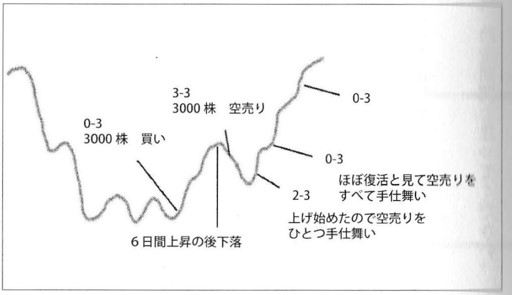 0-3
3000 株　買い
3-3
3000 株　空売り
0-3
0-3
ほぼ復活と見て空売りを
すべて手仕舞い
2-3
上げ始めたので空売りを
ひとつ手仕舞い
６日間上昇の後下落